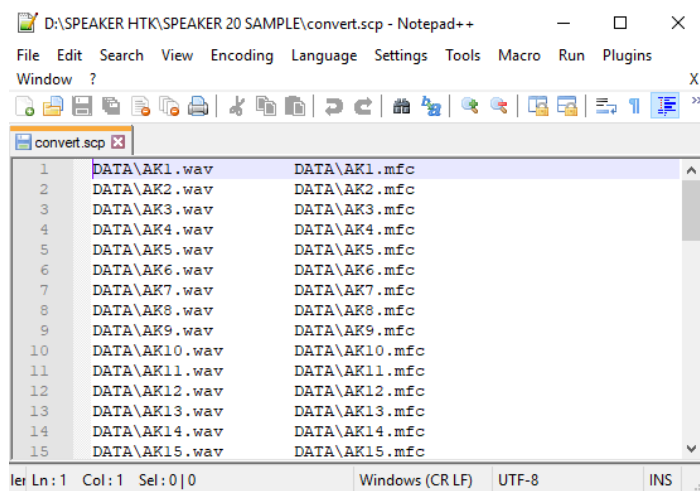 D:\SPEAKER HTK\SPEAKER 20 SAMPLE\convert.scp - Notepad++
File Edit Search View Encoding Language Settings Tools Macro Run Plugins
Window ? X
convert.scp
1 DATA\AK1.wav DATA\AK1.mfc
2 DATA\AK2.wav DATA\AK2.mfc
3 DATA\AK3.wav DATA\AK3.mfc
4 DATA\AK4.wav DATA\AK4.mfc
5 DATA\AK5.wav DATA\AK5.mfc
6 DATA\AK6.wav DATA\AK6.mfc
7 DATA\AK7.wav DATA\AK7.mfc
8 DATA\AK8.wav DATA\AK8.mfc
9 DATA\AK9.wav DATA\AK9.mfc
10 DATA\AK10.wav DATA\AK10.mfc
11 DATA\AK11.wav DATA\AK11.mfc
12 DATA\AK12.wav DATA\AK12.mfc
13 DATA\AK13.wav DATA\AK13.mfc
14 DATA\AK14.wav DATA\AK14.mfc
15 DATA\AK15.wav DATA\AK15.mfc
Ln : 1 Col : 1 Sel : 0 | 0 Windows (CR LF) UTF-8 INS